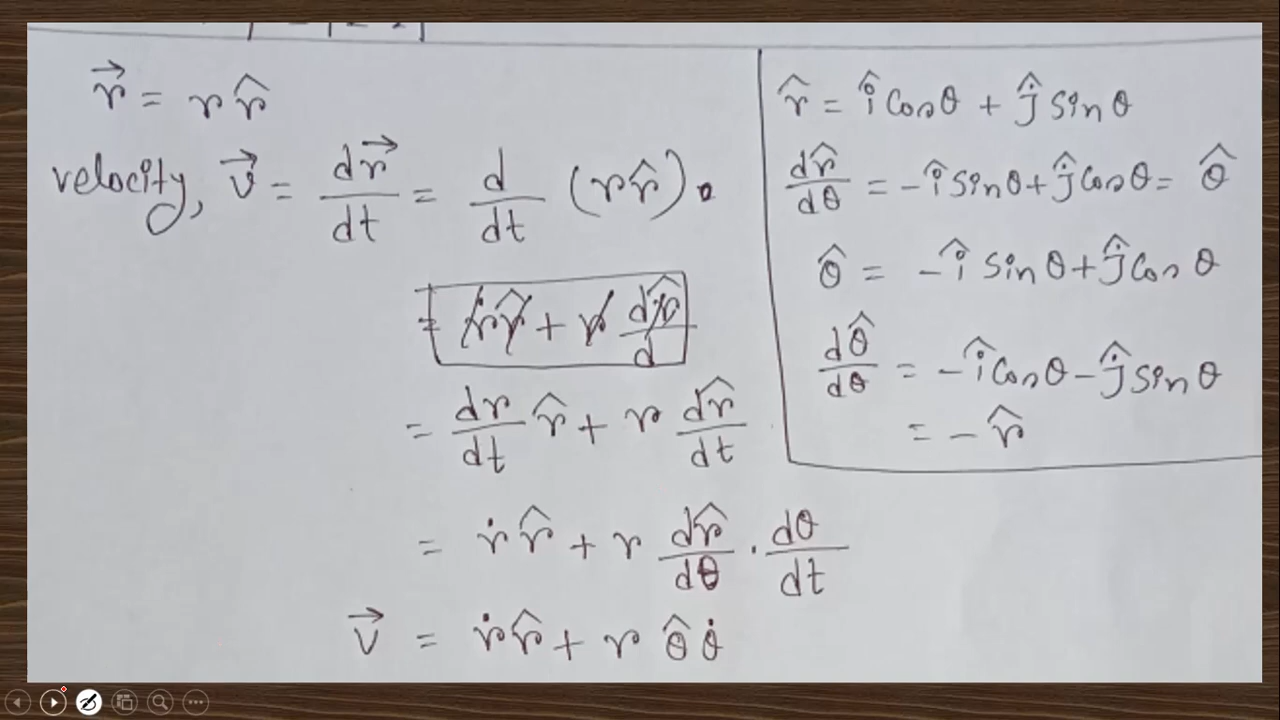 r⃗ = r r̂
velocity, v⃗ = dr⃗/dt = d/dt (r r̂).
= dr/dt r̂ + r dr̂/dt
= ṙ r̂ + r dr̂/dθ · dθ/dt
v⃗ = ṙ r̂ + r θ̂ θ̇
r̂ = î cosθ + ĵ sinθ
dr̂/dθ = -î sinθ + ĵ cosθ = θ̂
θ̂ = -î sinθ + ĵ cosθ
dθ̂/dθ = -î cosθ - ĵ sinθ
= - r̂